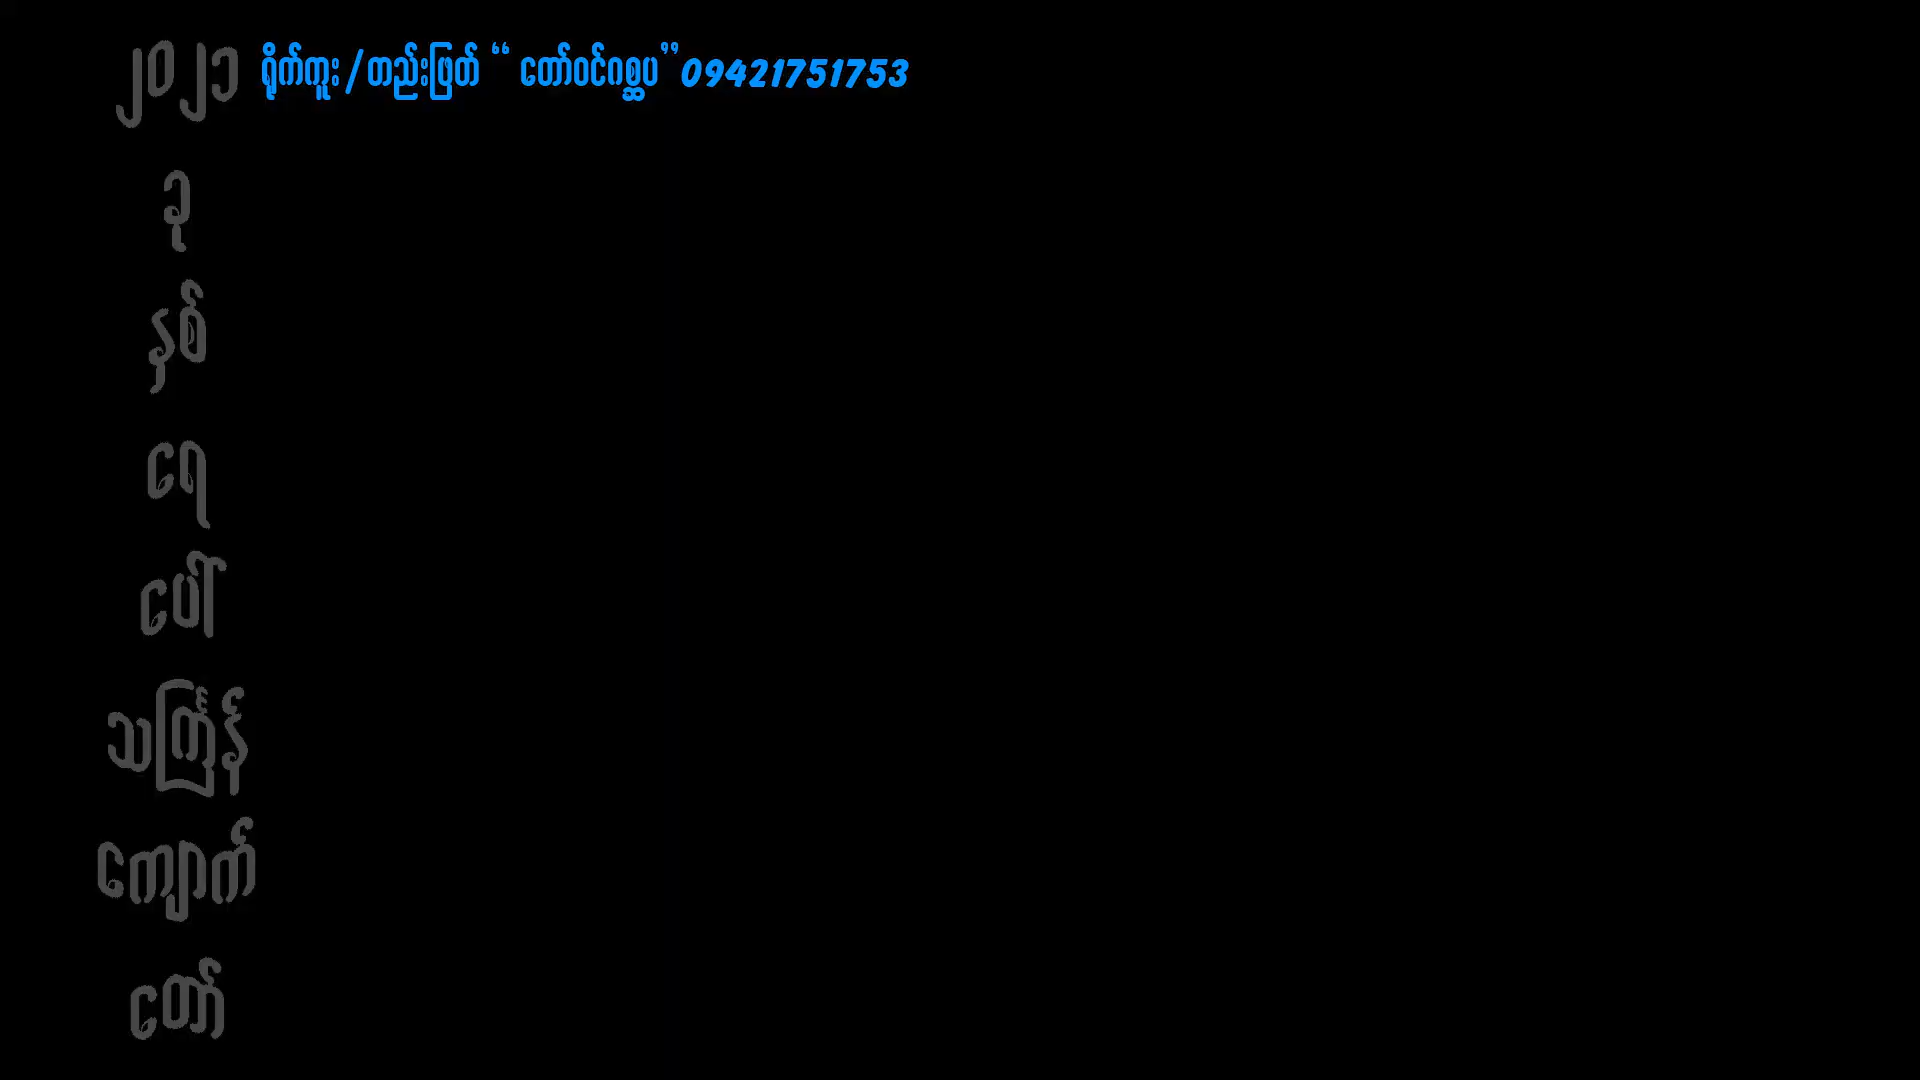 ၂၀၂၁
ရိုက်ကူး/တည်းဖြတ် “ တော်ဝင်ဂစ္ဆပ”09421751753
ခု
နှစ်
ရေ
ပေါ်
သင်္ကြန်
ကျောက်
တော်